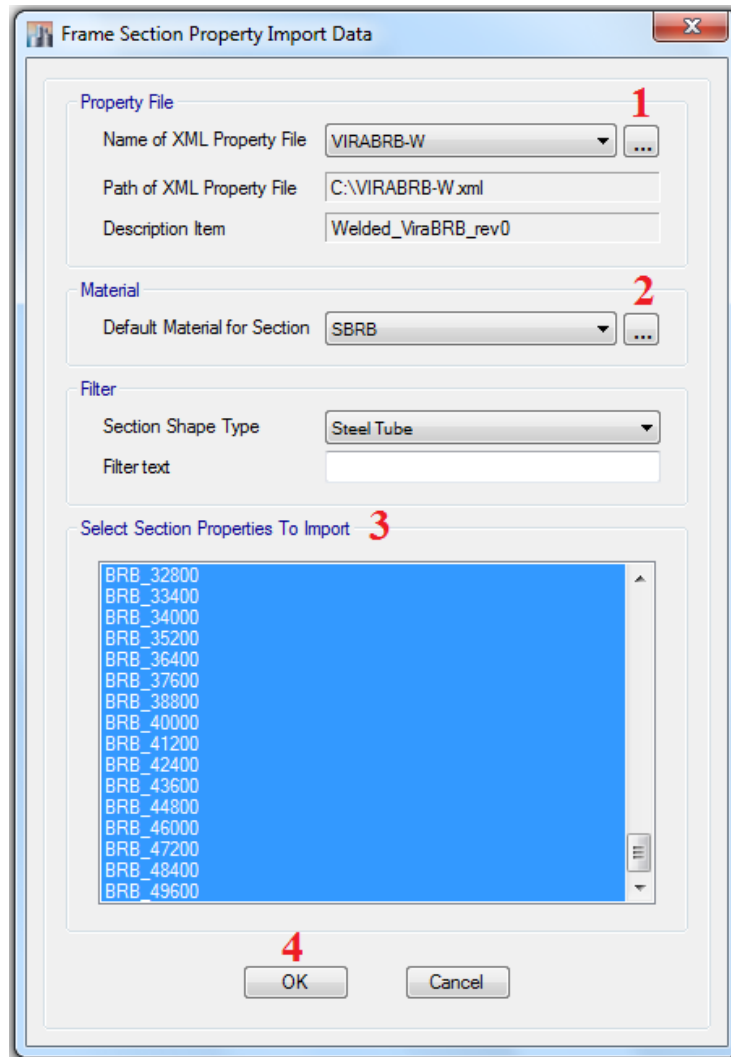 Frame Section Property Import Data
Property File
1
Name of XML Property File VIRABRB-W ...
Path of XML Property File C:\VIRABRB-W.xml
Description Item Welded_ViraBRB_rev0
Material
2
Default Material for Section SBRB ...
Filter
Section Shape Type Steel Tube
Filter text
Select Section Properties To Import 3
BRB_32800
BRB_33400
BRB_34000
BRB_35200
BRB_36400
BRB_37600
BRB_38800
BRB_40000
BRB_41200
BRB_42400
BRB_43600
BRB_44800
BRB_46000
BRB_47200
BRB_48400
BRB_49600
4
OK Cancel